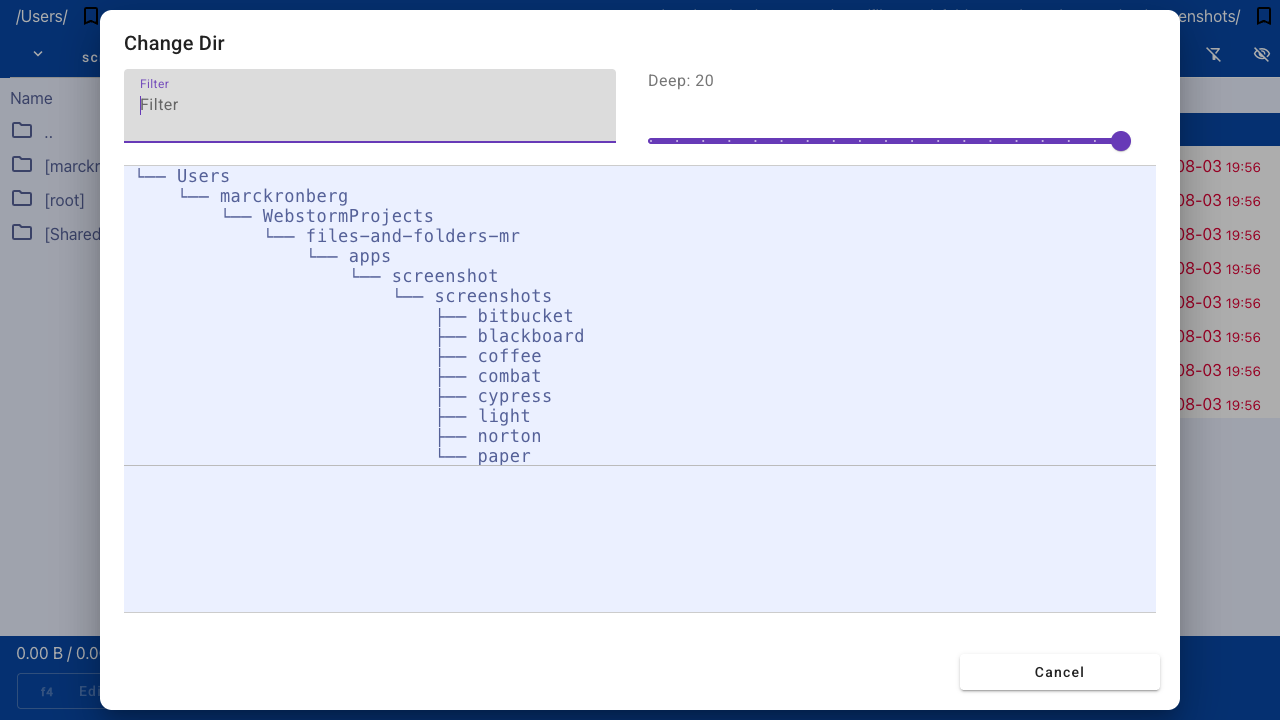 /Users/
enshots/
sc
Change Dir
Filter
Filter
Deep: 20
Name
..
[marckr
[root]
[Shared
└── Users
└── marckronberg
└── WebstormProjects
└── files-and-folders-mr
└── apps
└── screenshot
└── screenshots
├── bitbucket
├── blackboard
├── coffee
├── combat
├── cypress
├── light
├── norton
└── paper
08-03 19:56
08-03 19:56
08-03 19:56
08-03 19:56
08-03 19:56
08-03 19:56
08-03 19:56
08-03 19:56
0.00 B / 0.0
f4 Edi
Cancel